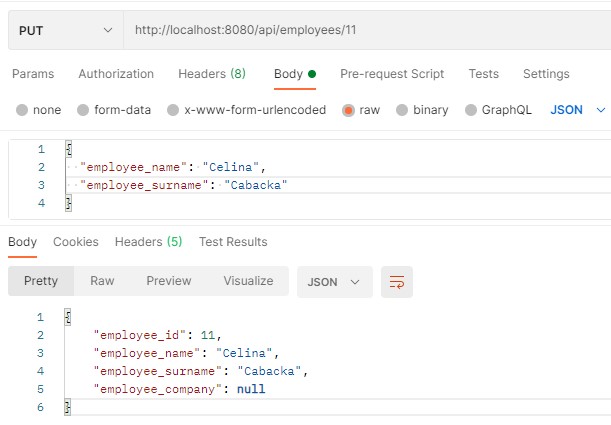 PUT http://localhost:8080/api/employees/11
Params Authorization Headers (8) Body Pre-request Script Tests Settings
none form-data x-www-form-urlencoded raw binary GraphQL JSON
1 {
2 "employee_name": "Celina",
3 "employee_surname": "Cabacka"
4 }
Body Cookies Headers (5) Test Results
Pretty Raw Preview Visualize JSON
1 {
2 "employee_id": 11,
3 "employee_name": "Celina",
4 "employee_surname": "Cabacka",
5 "employee_company": null
6 }